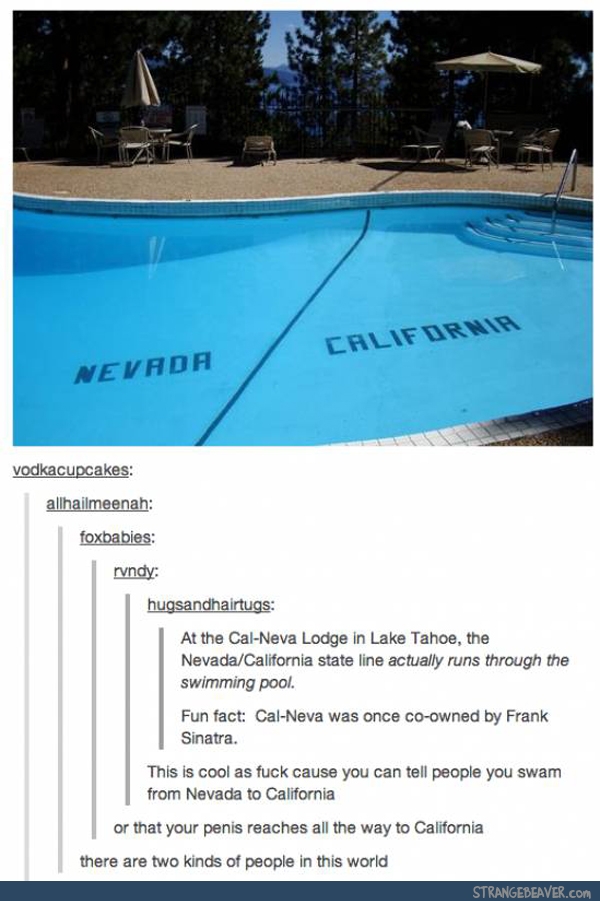 NEVADA
CALIFORNIA
vodkacupcakes:
allhailmeenah:
foxbabies:
rvndy:
hugsandhairtugs:
At the Cal-Neva Lodge in Lake Tahoe, the
Nevada/California state line actually runs through the
swimming pool.
Fun fact: Cal-Neva was once co-owned by Frank
Sinatra.
This is cool as fuck cause you can tell people you swam
from Nevada to California
or that your penis reaches all the way to California
there are two kinds of people in this world
STRANGEBEAVER.COM